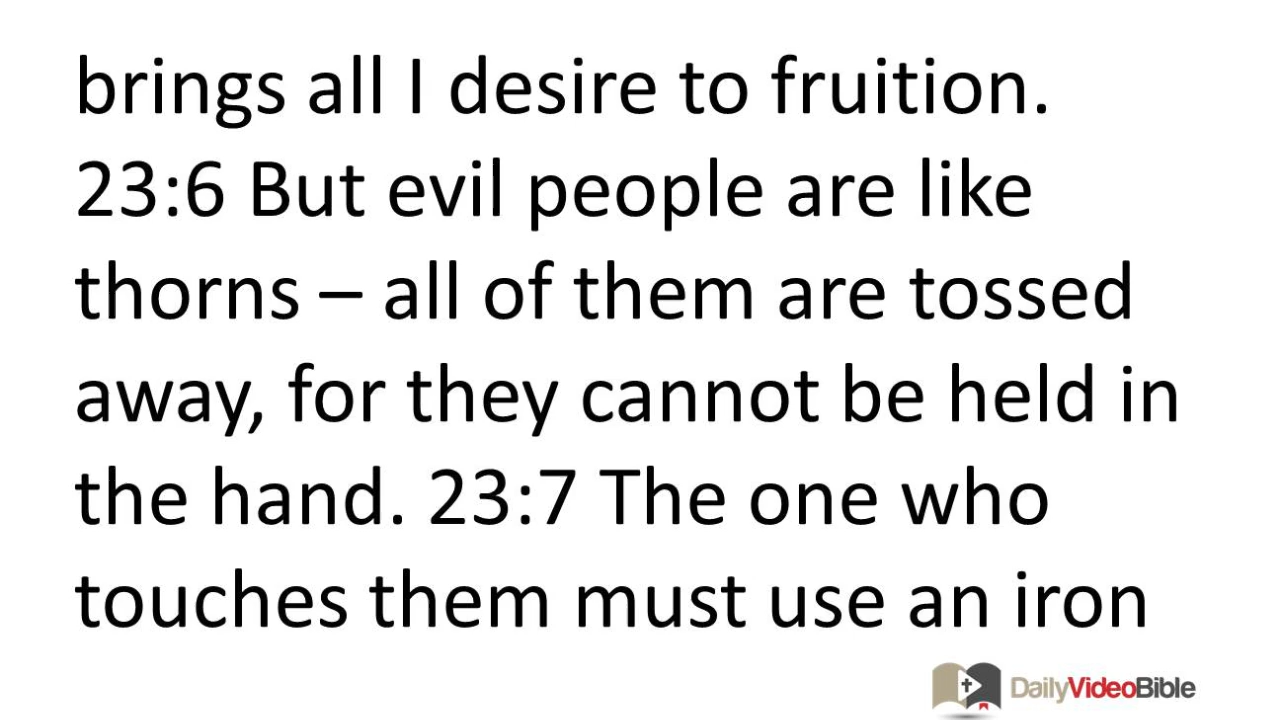 brings all I desire to fruition.
23:6 But evil people are like
thorns – all of them are tossed
away, for they cannot be held in
the hand. 23:7 The one who
touches them must use an iron
DailyVideoBible